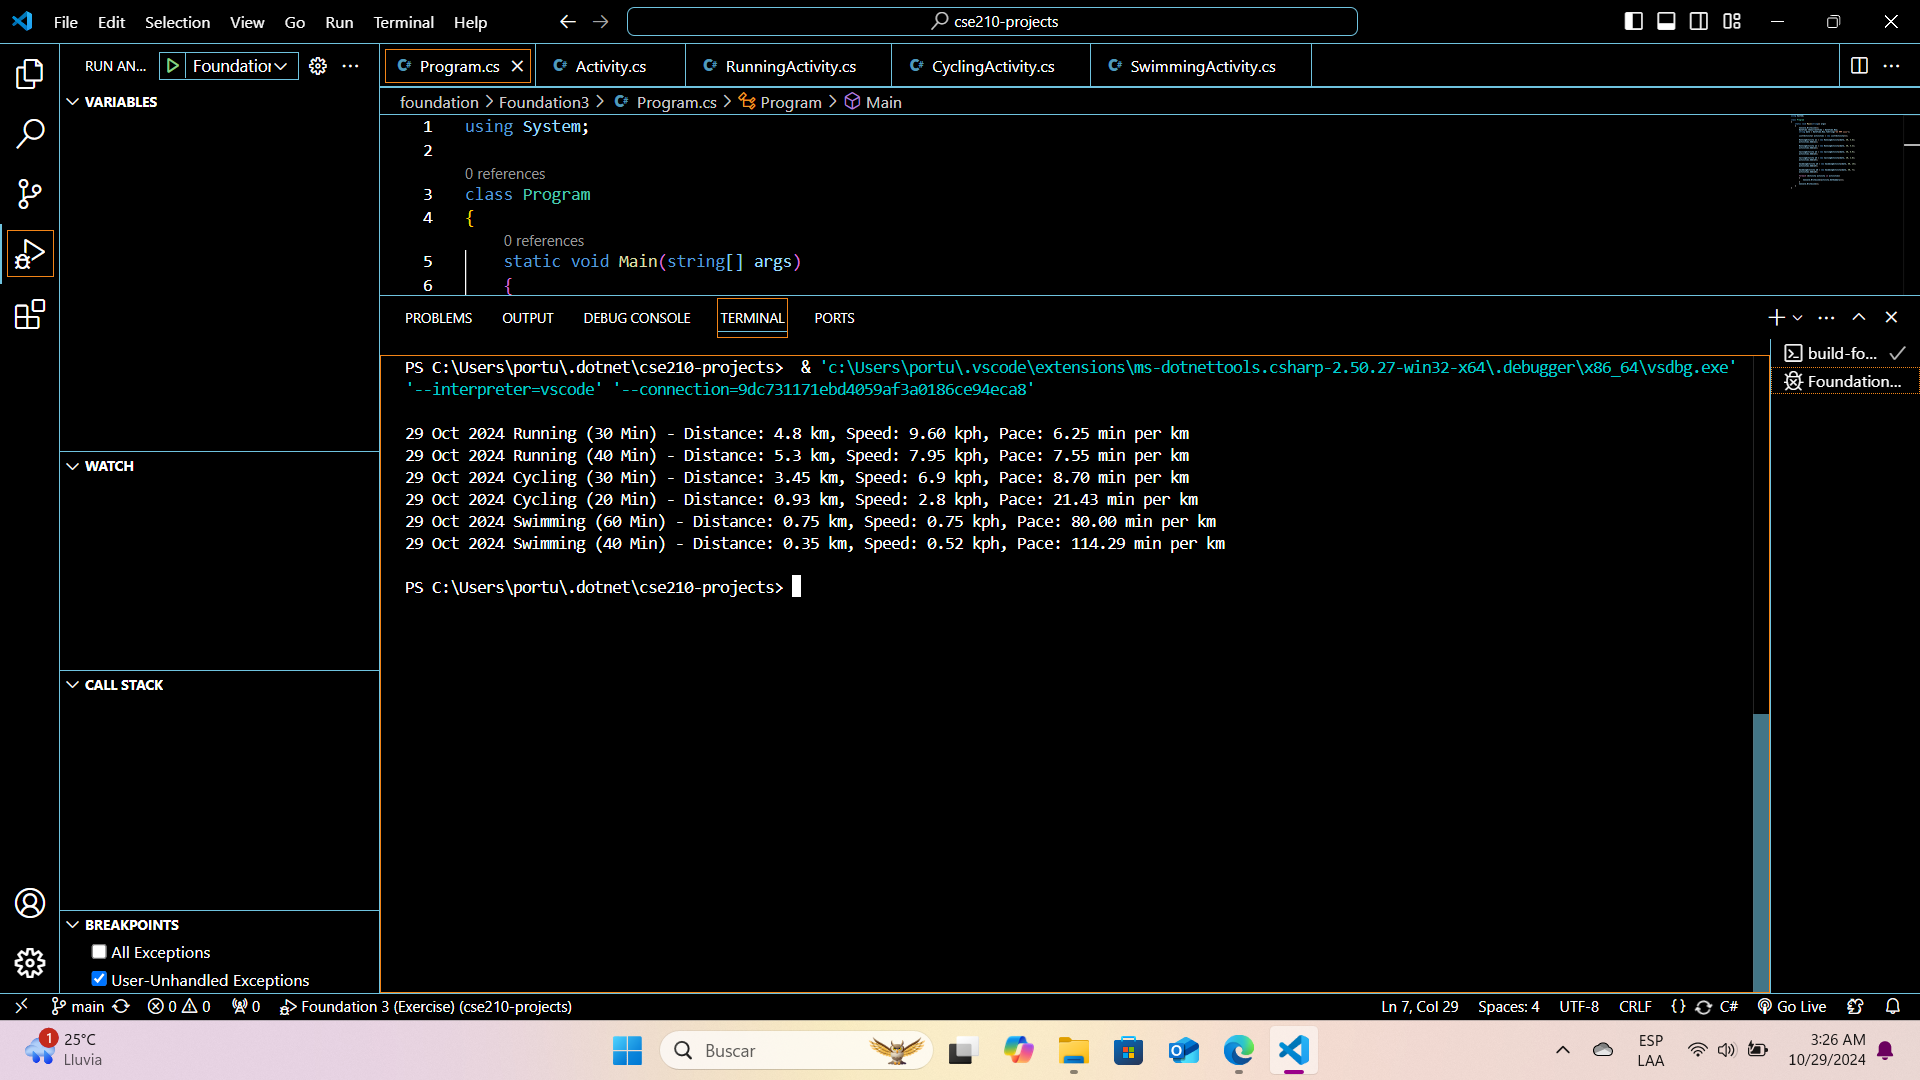 File Edit Selection View Go Run Terminal Help
cse210-projects
RUN AN... Foundation
Program.cs
Activity.cs
RunningActivity.cs
CyclingActivity.cs
SwimmingActivity.cs
VARIABLES
foundation > Foundation3 > Program.cs > Program > Main
1 using System;
2
0 references
3 class Program
4 {
0 references
5 static void Main(string[] args)
6 {
PROBLEMS OUTPUT DEBUG CONSOLE TERMINAL PORTS
build-fo...
Foundation...
PS C:\Users\portu\.dotnet\cse210-projects>  & 'c:\Users\portu\.vscode\extensions\ms-dotnettools.csharp-2.50.27-win32-x64\.debugger\x86_64\vsdbg.exe'
'--interpreter=vscode' '--connection=9dc731171ebd4059af3a0186ce94eca8'
29 Oct 2024 Running (30 Min) - Distance: 4.8 km, Speed: 9.60 kph, Pace: 6.25 min per km
29 Oct 2024 Running (40 Min) - Distance: 5.3 km, Speed: 7.95 kph, Pace: 7.55 min per km
29 Oct 2024 Cycling (30 Min) - Distance: 3.45 km, Speed: 6.9 kph, Pace: 8.70 min per km
29 Oct 2024 Cycling (20 Min) - Distance: 0.93 km, Speed: 2.8 kph, Pace: 21.43 min per km
29 Oct 2024 Swimming (60 Min) - Distance: 0.75 km, Speed: 0.75 kph, Pace: 80.00 min per km
29 Oct 2024 Swimming (40 Min) - Distance: 0.35 km, Speed: 0.52 kph, Pace: 114.29 min per km
PS C:\Users\portu\.dotnet\cse210-projects>
WATCH
CALL STACK
BREAKPOINTS
All Exceptions
User-Unhandled Exceptions
main 0 0 0 Foundation 3 (Exercise) (cse210-projects)
Ln 7, Col 29 Spaces: 4 UTF-8 CRLF {} C# Go Live
1
25°C
Lluvia
Buscar
ESP
LAA
3:26 AM
10/29/2024